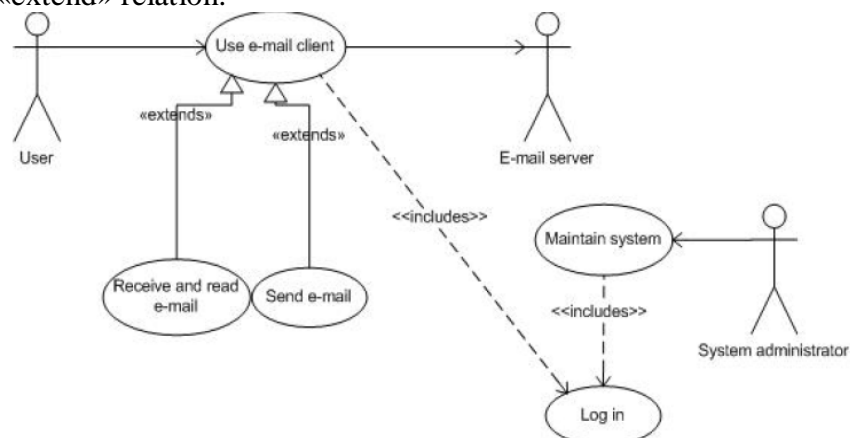 «extend» relation.
Use e-mail client
«extends»
«extends»
User
E-mail server
<<includes>>
Maintain system
Receive and read
e-mail
Send e-mail
<<includes>>
System administrator
Log in